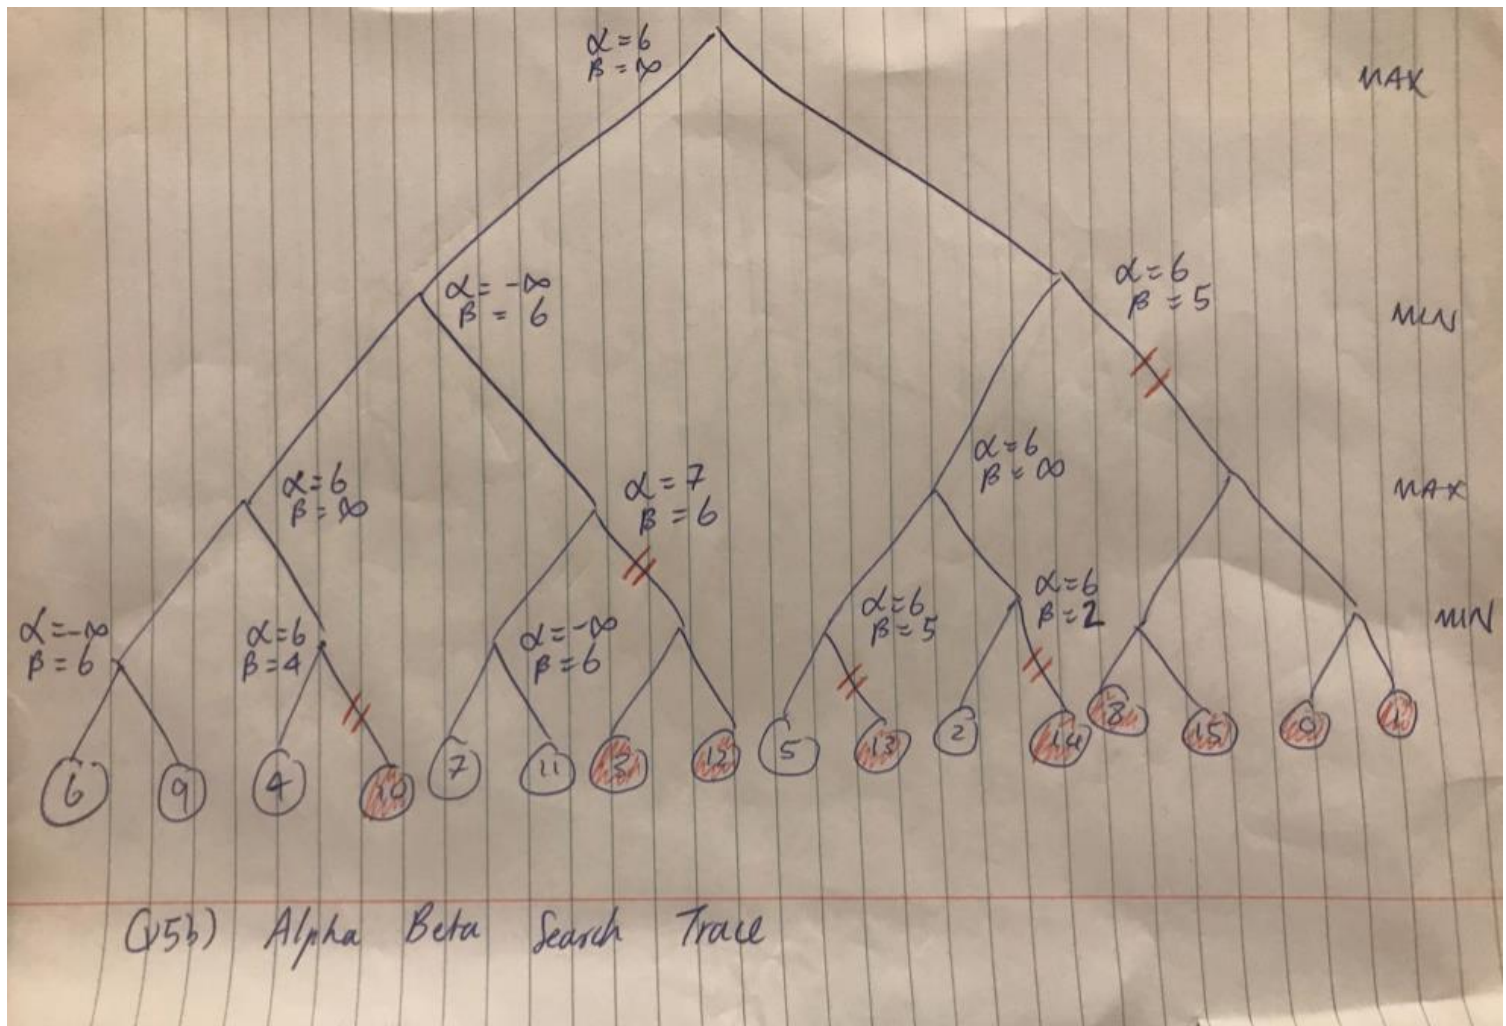 α = 6
β = ∞
MAX
α = -∞
β = 6
α = 6
β = 5
MIN
α = 6
β = ∞
α = 7
β = 6
α = 6
β = ∞
MAX
α = -∞
β = 6
α = 6
β = 4
α = -∞
β = 6
α = 6
β = 5
α = 6
β = 2
MIN
6 9 4 10 7 11 12 5 13 2 14 8 15 1
Q5b) Alpha Beta Search Trace